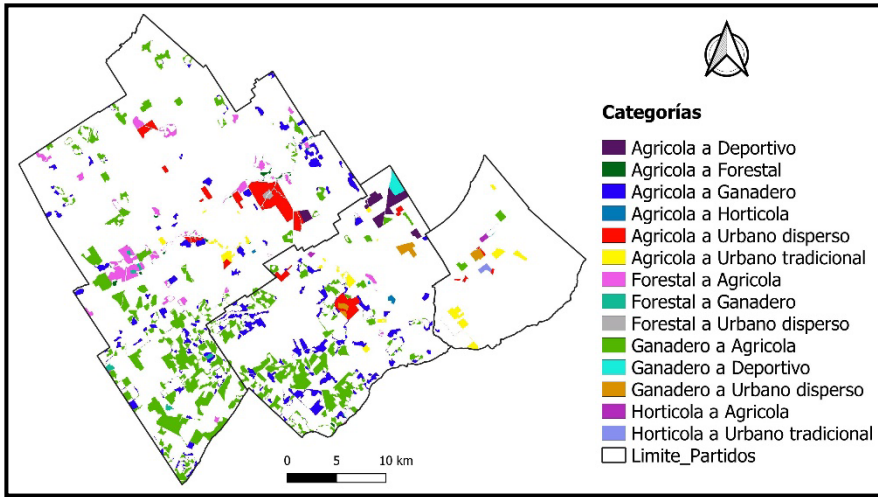 Categorías
Agricola a Deportivo
Agricola a Forestal
Agricola a Ganadero
Agricola a Horticola
Agricola a Urbano disperso
Agricola a Urbano tradicional
Forestal a Agricola
Forestal a Ganadero
Forestal a Urbano disperso
Ganadero a Agricola
Ganadero a Deportivo
Ganadero a Urbano disperso
Horticola a Agricola
Horticola a Urbano tradicional
Limite_Partidos
0 5 10 km